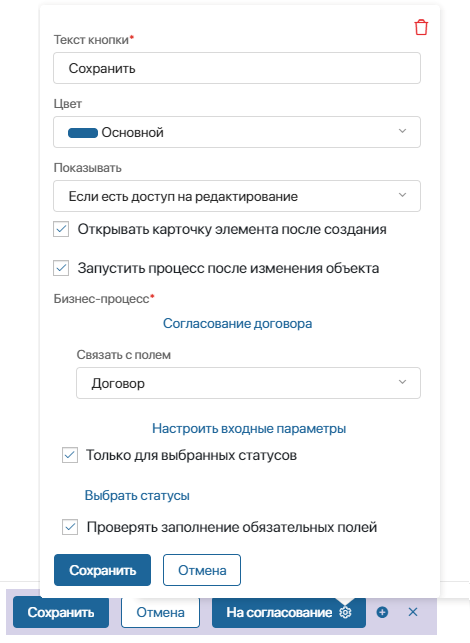 Текст кнопки*
Сохранить
Цвет
Основной
Показывать
Если есть доступ на редактирование
Открывать карточку элемента после создания
Запустить процесс после изменения объекта
Бизнес-процесс*
Согласование договора
Связать с полем
Договор
Настроить входные параметры
Только для выбранных статусов
Выбрать статусы
Проверять заполнение обязательных полей
Сохранить Отмена
Сохранить Отмена На согласование